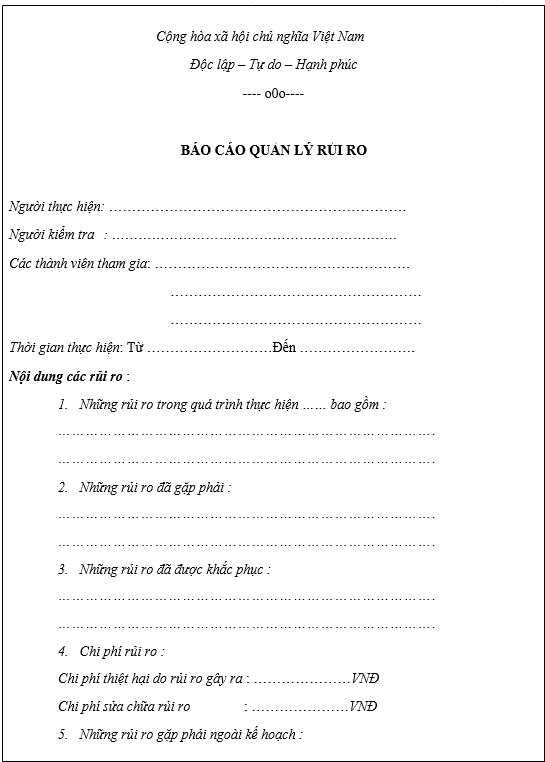 Cộng hòa xã hội chủ nghĩa Việt Nam
Độc lập – Tự do – Hạnh phúc
---- o0o----
BÁO CÁO QUẢN LÝ RỦI RO
Người thực hiện: ……………………………………………………….
Người kiểm tra : …………………………………………………….
Các thành viên tham gia: ……………………………………………….
………………………………………………
………………………………………………
Thời gian thực hiện: Từ ………………………Đến …………………….
Nội dung các rủi ro :
1. Những rủi ro trong quá trình thực hiện …… bao gồm :
……………………………………………………………………….
……………………………………………………………………….
2. Những rủi ro đã gặp phải :
……………………………………………………………………….
……………………………………………………………………….
3. Những rủi ro đã được khắc phục :
……………………………………………………………………….
……………………………………………………………………….
4. Chi phí rủi ro :
Chi phí thiệt hại do rủi ro gây ra : …………………VNĐ
Chi phí sửa chữa rủi ro : …………………VNĐ
5. Những rủi ro gặp phải ngoài kế hoạch :